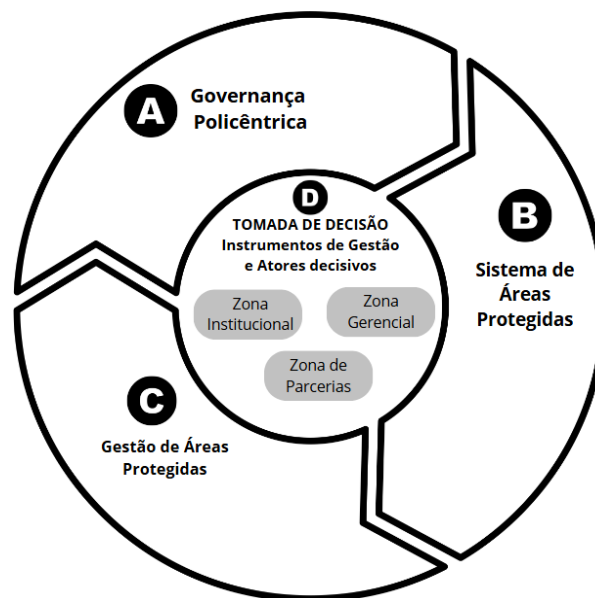 A
Governança
Policêntrica
B
Sistema de
Áreas
Protegidas
C
Gestão de Áreas
Protegidas
D
TOMADA DE DECISÃO
Instrumentos de Gestão
e Atores decisivos
Zona
Institucional
Zona
Gerencial
Zona de
Parcerias